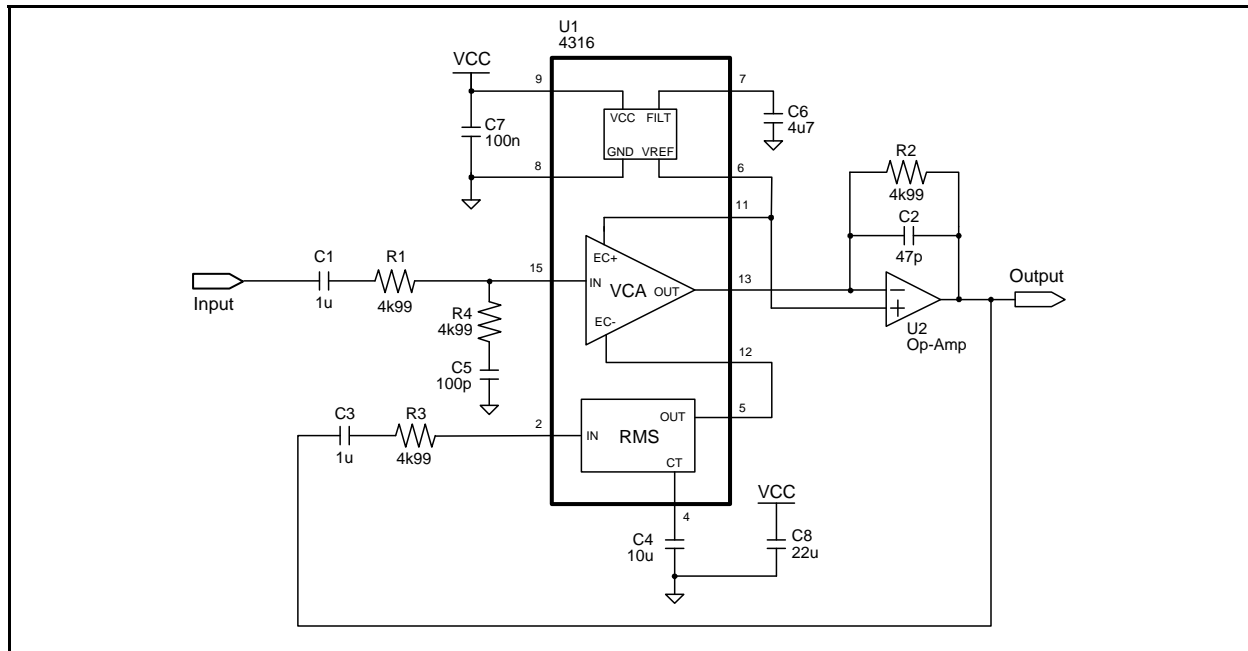 U1
4316
VCC
9
7
C7
100n
VCC
FILT
GND
VREF
C6
4u7
8
6
R2
4k99
11
C2
47p
C1
1u
R1
4k99
15
EC+
IN
VCA
OUT
EC-
13
Input
R4
4k99
C5
100p
Output
U2
Op-Amp
12
C3
1u
R3
4k99
2
IN
RMS
OUT
CT
5
4
C4
10u
VCC
C8
22u